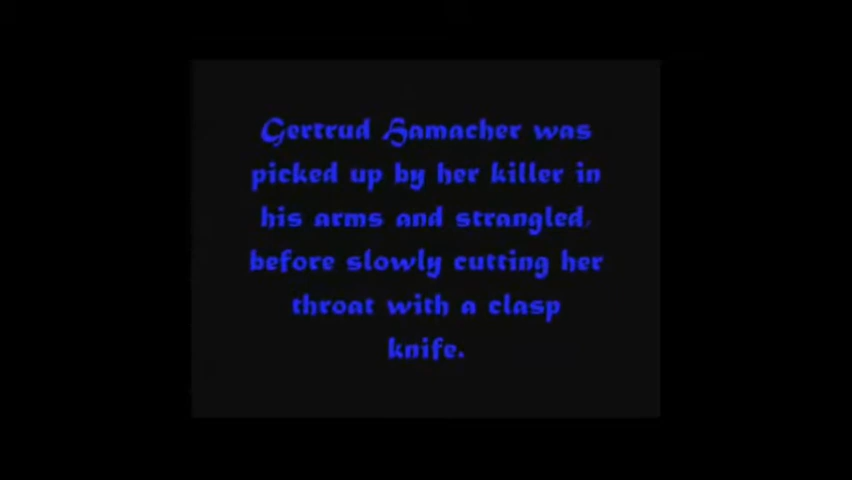 Gertrud Hamacher was
picked up by her killer in
his arms and strangled,
before slowly cutting her
throat with a clasp
knife.